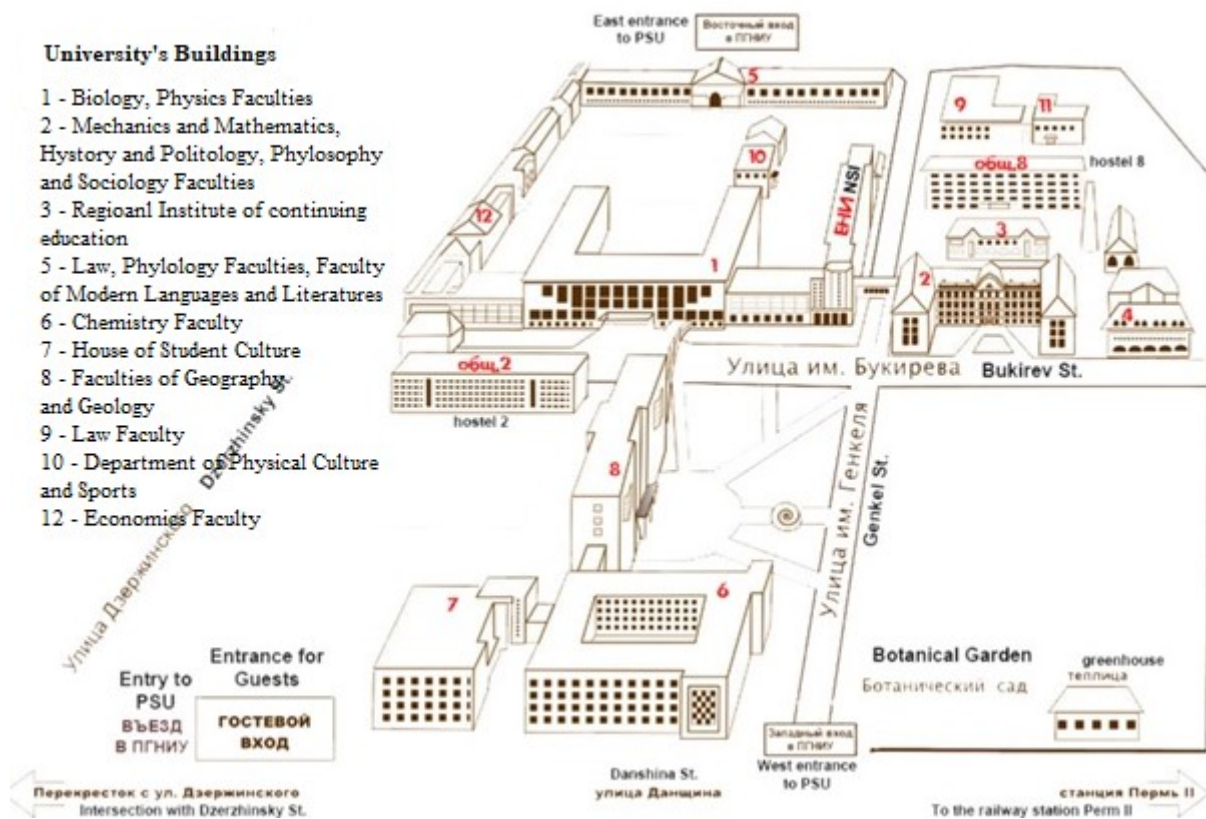 East entrance
to PSU
Восточный вход
в ПГНИУ
University's Buildings
1 - Biology, Physics Faculties
2 - Mechanics and Mathematics,
Hystory and Politology, Phylosophy
and Sociology Faculties
3 - Regioanl Institute of continuing
education
5 - Law, Phylology Faculties, Faculty
of Modern Languages and Literatures
6 - Chemistry Faculty
7 - House of Student Culture
8 - Faculties of Geography
and Geology
9 - Law Faculty
10 - Department of Physical Culture
and Sports
12 - Economics Faculty
5
9
11
10
общ.8
hostel 8
ЕНИ NSI
12
3
1
2
4
общ.2
hostel 2
Улица им. Букирева
Bukirev St.
Улица Дзержинского
Dzerzhinsky St.
8
Улица им. Генкеля
Genkel St.
7
6
Botanical Garden
Ботанический сад
greenhouse
теплица
Entry to
PSU
ВЪЕЗД
В ПГНИУ
Entrance for
Guests
ГОСТЕВОЙ
ВХОД
Западный вход
в ПГНИУ
West entrance
to PSU
Danshina St.
улица Данщина
Перекресток с ул. Дзержинского
Intersection with Dzerzhinsky St.
станция Пермь II
To the railway station Perm II